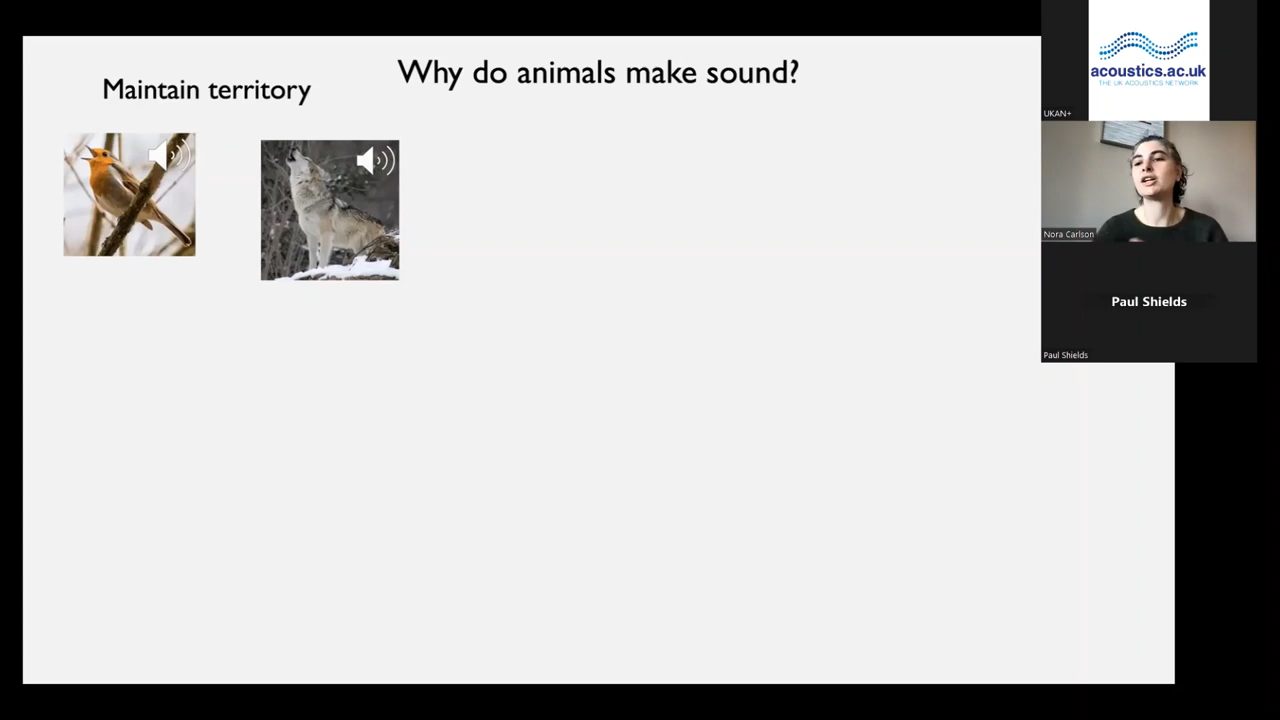 Why do animals make sound?
Maintain territory
acoustics.ac.uk
THE UK ACOUSTICS NETWORK
UKAN+
Nora Carlson
Paul Shields
Paul Shields